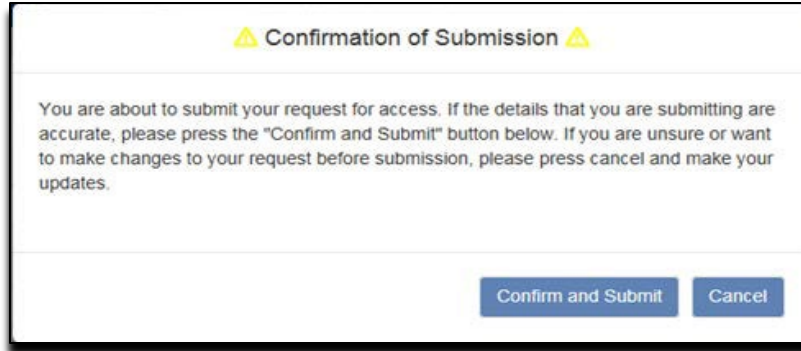 Confirmation of Submission
You are about to submit your request for access. If the details that you are submitting are
accurate, please press the "Confirm and Submit" button below. If you are unsure or want
to make changes to your request before submission, please press cancel and make your
updates.
Confirm and Submit Cancel